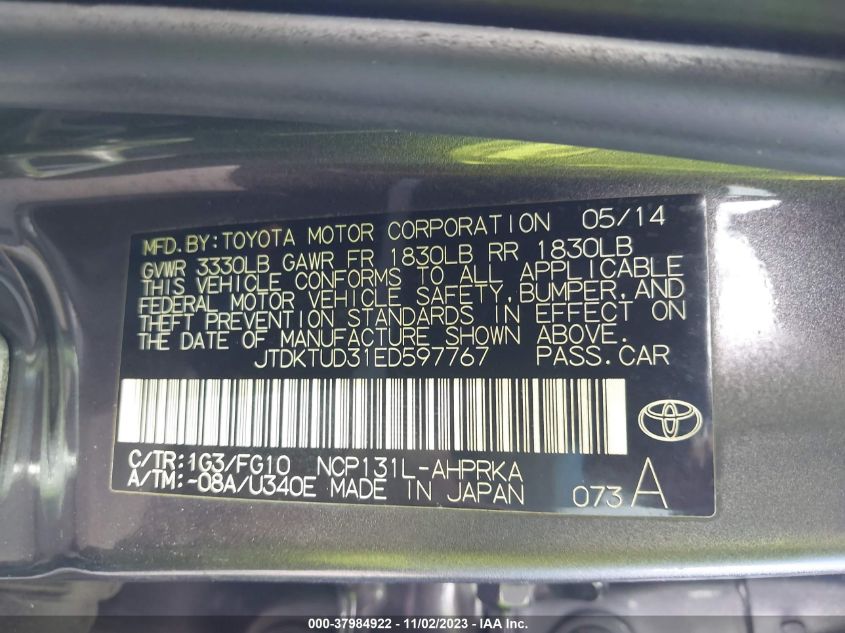 MFD. BY: TOYOTA MOTOR CORPORATION 05/14
GVWR 3330LB GAWR FR 1830LB RR 1830LB
THIS VEHICLE CONFORMS TO ALL APPLICABLE
FEDERAL MOTOR VEHICLE SAFETY, BUMPER, AND
THEFT PREVENTION STANDARDS IN EFFECT ON
THE DATE OF MANUFACTURE SHOWN ABOVE.
JTDKTUD31ED597767 PASS. CAR
C/TR: 1G3/FG10 NCP131L-AHPRKA
A/TM: -08A/U340E MADE IN JAPAN 073 A
000-37984922 - 11/02/2023 - IAA Inc.